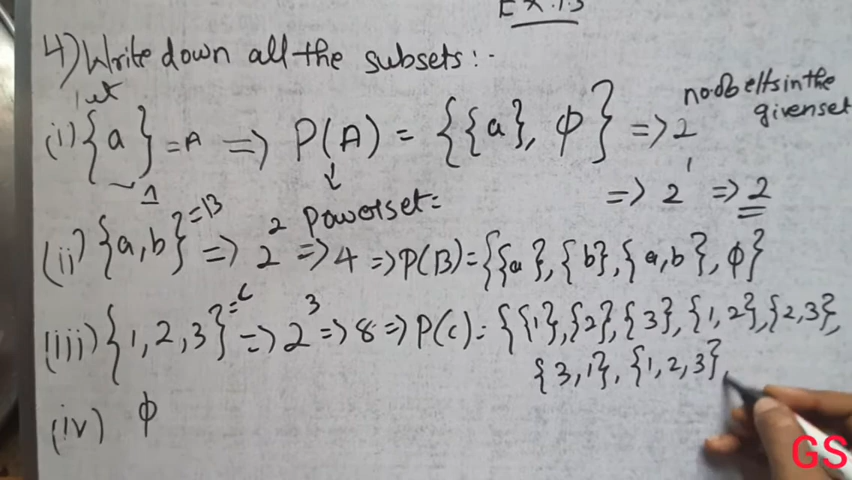 Ex.1.3
4) Write down all the subsets:-
let
(i) {a} = A => P(A) = {{a}, φ} => 2 no.of elts in the given set
1
=> 2¹ => 2
Powerset:
(ii) {a,b} = B => 2² => 4 => P(B) = {{a}, {b}, {a,b}, φ}
(iii) {1,2,3} = C => 2³ => 8 => P(C) = {{1}, {2}, {3}, {1,2}, {2,3},
{3,1}, {1,2,3},
(iv) φ
GS